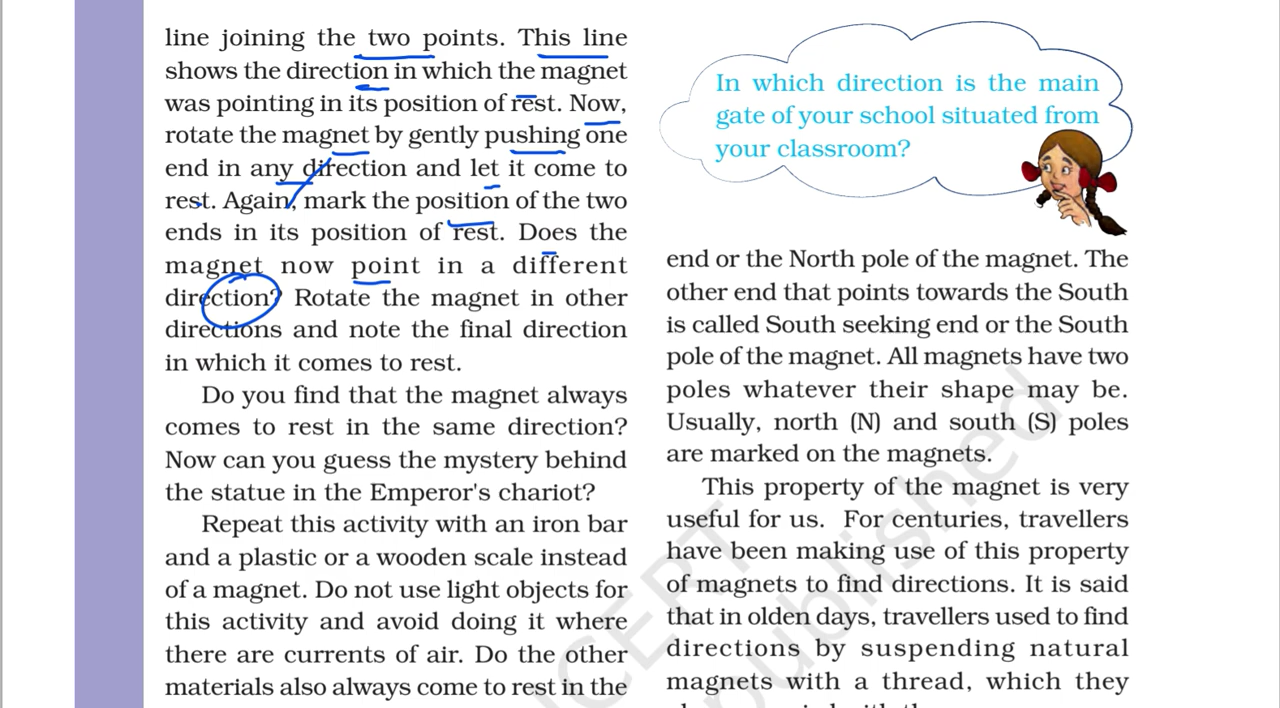 line joining the two points. This line
shows the direction in which the magnet
was pointing in its position of rest. Now,
rotate the magnet by gently pushing one
end in any direction and let it come to
rest. Again, mark the position of the two
ends in its position of rest. Does the
magnet now point in a different
direction? Rotate the magnet in other
directions and note the final direction
in which it comes to rest.
Do you find that the magnet always
comes to rest in the same direction?
Now can you guess the mystery behind
the statue in the Emperor's chariot?
Repeat this activity with an iron bar
and a plastic or a wooden scale instead
of a magnet. Do not use light objects for
this activity and avoid doing it where
there are currents of air. Do the other
materials also always come to rest in the
In which direction is the main
gate of your school situated from
your classroom?
end or the North pole of the magnet. The
other end that points towards the South
is called South seeking end or the South
pole of the magnet. All magnets have two
poles whatever their shape may be.
Usually, north (N) and south (S) poles
are marked on the magnets.
This property of the magnet is very
useful for us. For centuries, travellers
have been making use of this property
of magnets to find directions. It is said
that in olden days, travellers used to find
directions by suspending natural
magnets with a thread, which they
NCERT
published